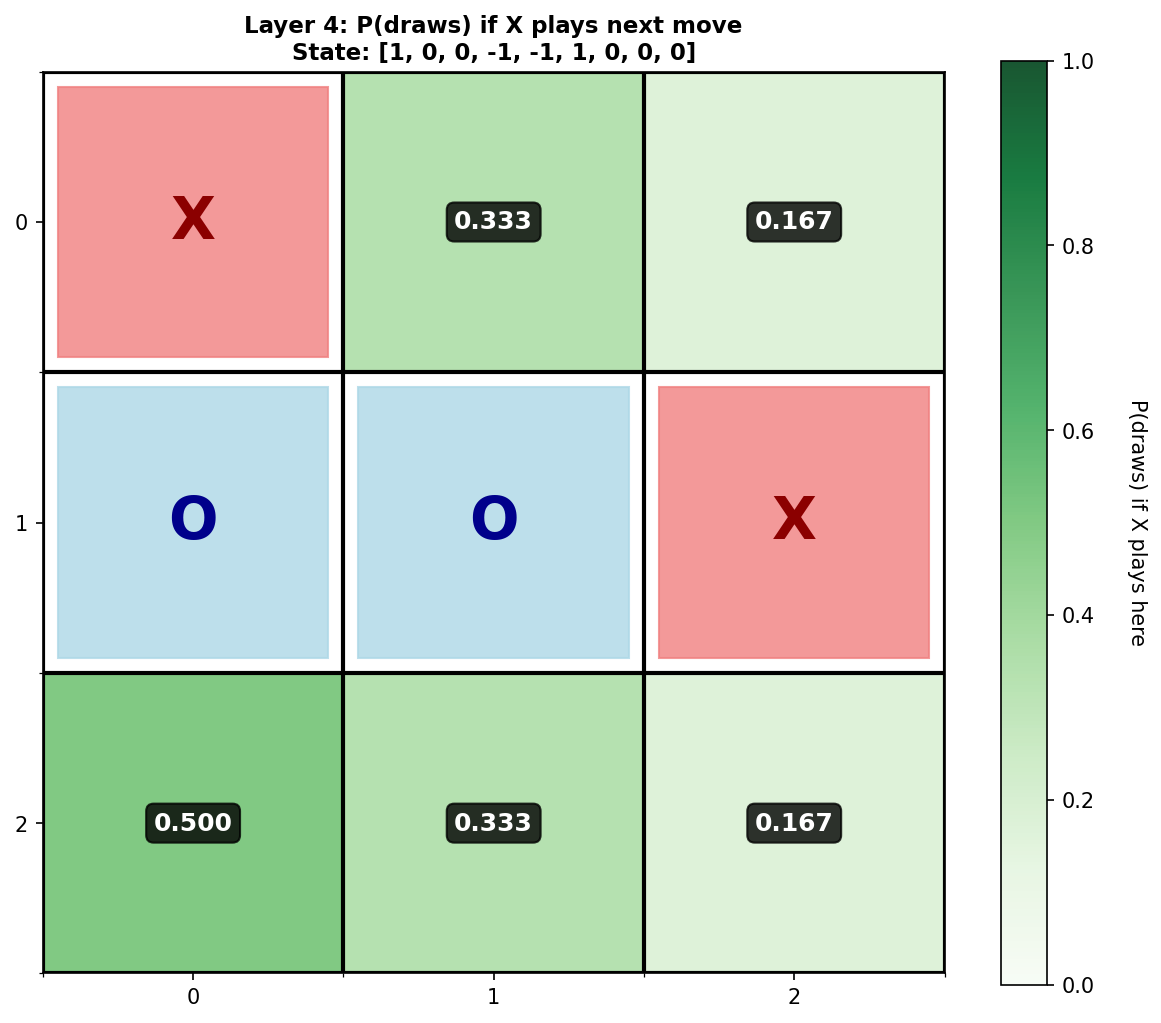 Layer 4: P(draws) if X plays next move
State: [1, 0, 0, -1, -1, 1, 0, 0, 0]
0
X
0.333
0.167
1
O
O
X
2
0.500
0.333
0.167
0
1
2
1.0
0.8
0.6
0.4
0.2
0.0
P(draws) if X plays here